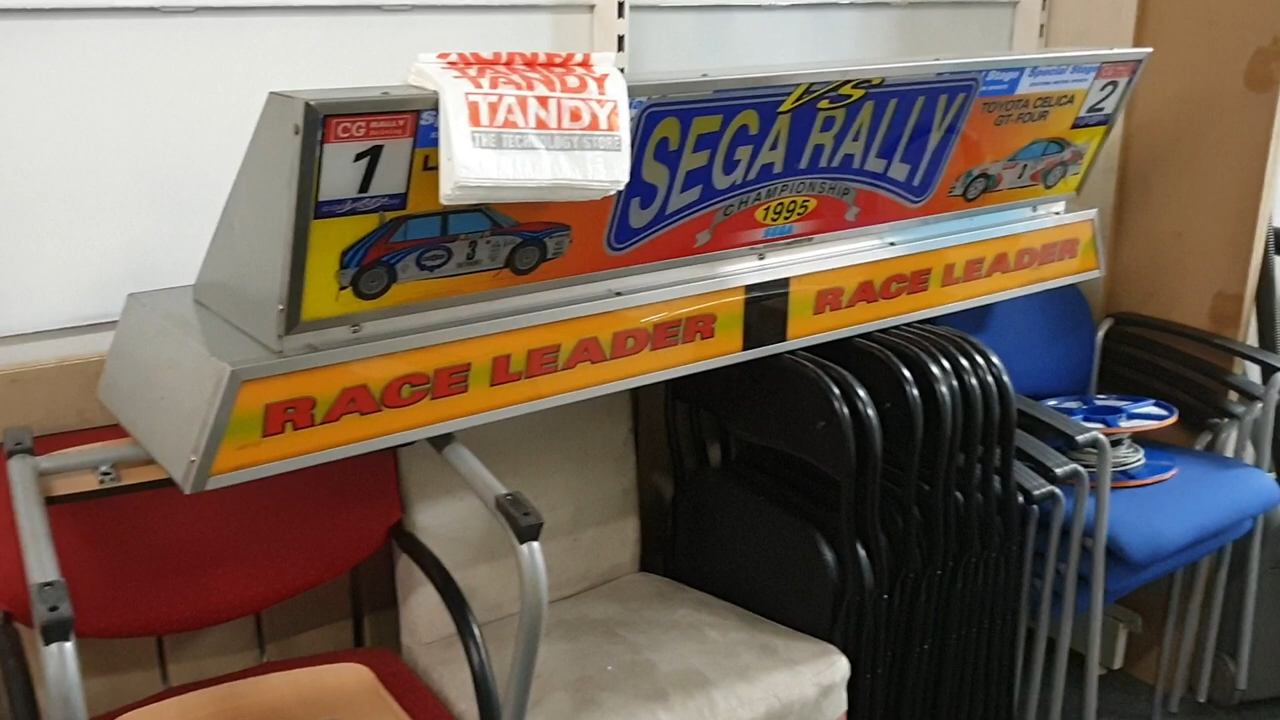 TANDY
TANDY
TANDY
THE TECHNOLOGY STORE
CG RALLY
1
L
3
VS
SEGA RALLY
CHAMPIONSHIP
1995
SEGA
Stage
Special Stage
TOYOTA CELICA
GT-FOUR
2
RACE LEADER
RACE LEADER